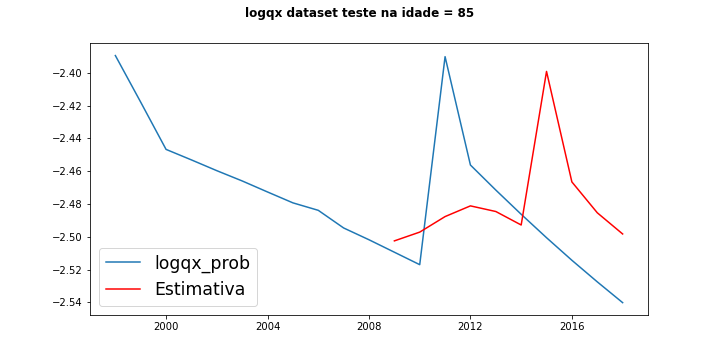 logqx dataset teste na idade = 85
−2.40
−2.42
−2.44
−2.46
−2.48
−2.50
−2.52
−2.54
logqx_prob
Estimativa
2000 2004 2008 2012 2016